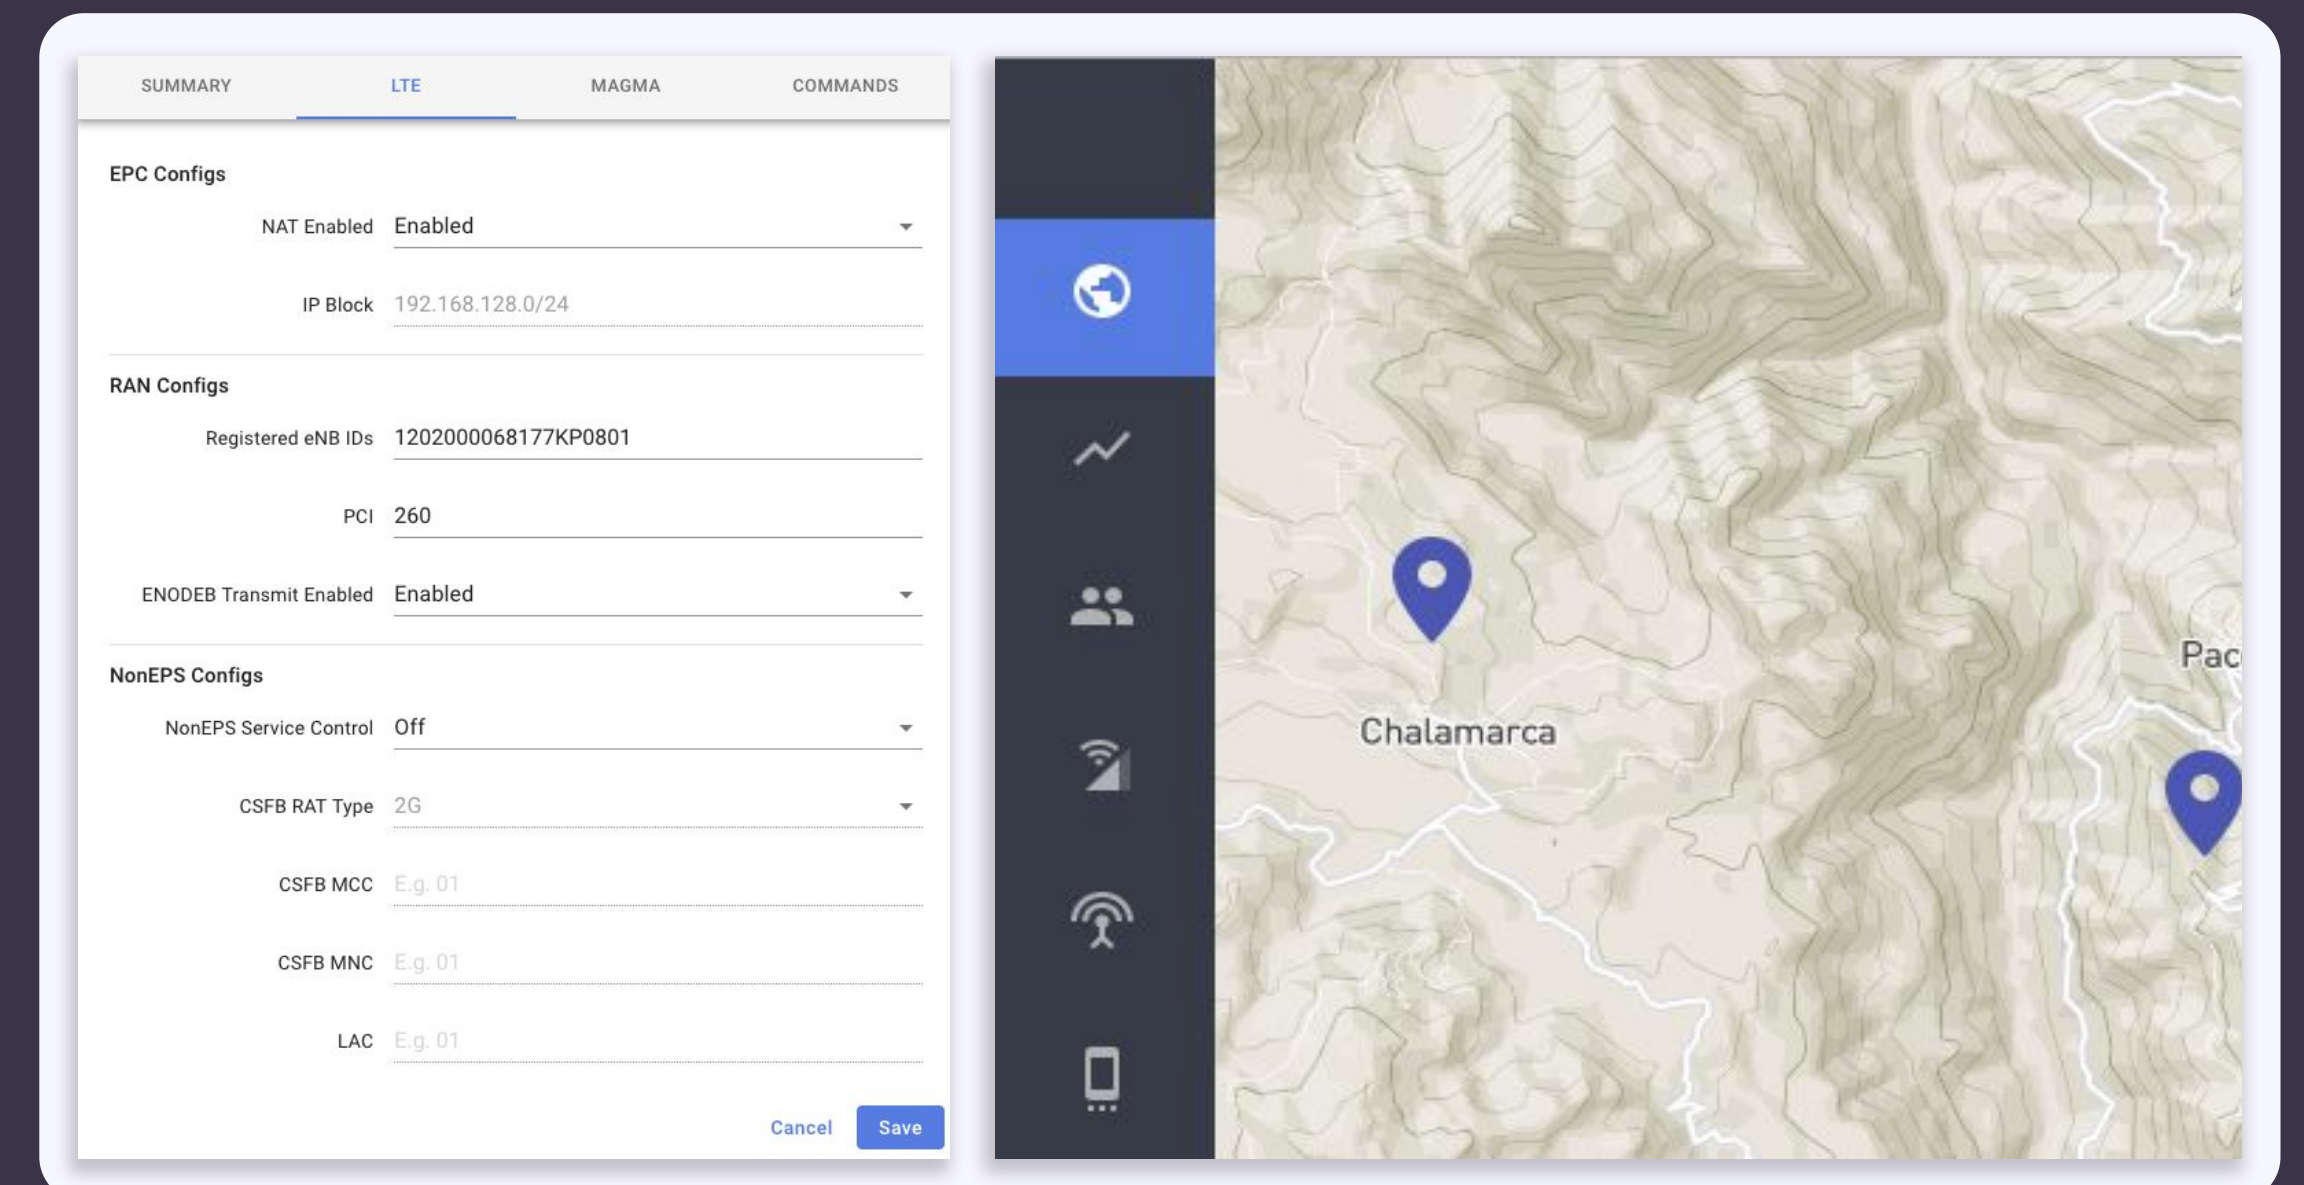 SUMMARY LTE MAGMA COMMANDS
EPC Configs
NAT Enabled Enabled
IP Block 192.168.128.0/24
RAN Configs
Registered eNB IDs 1202000068177KP0801
PCI 260
ENODEB Transmit Enabled Enabled
NonEPS Configs
NonEPS Service Control Off
CSFB RAT Type 2G
CSFB MCC E.g. 01
CSFB MNC E.g. 01
LAC E.g. 01
Cancel Save
Chalamarca
Pac